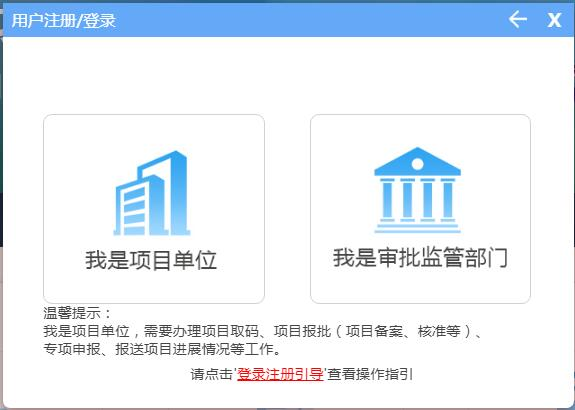 用户注册/登录
X
我是项目单位
我是审批监管部门
温馨提示：
我是项目单位，需要办理项目取码、项目报批（项目备案、核准等）、
专项申报、报送项目进展情况等工作。
请点击'登录注册引导'查看操作指引